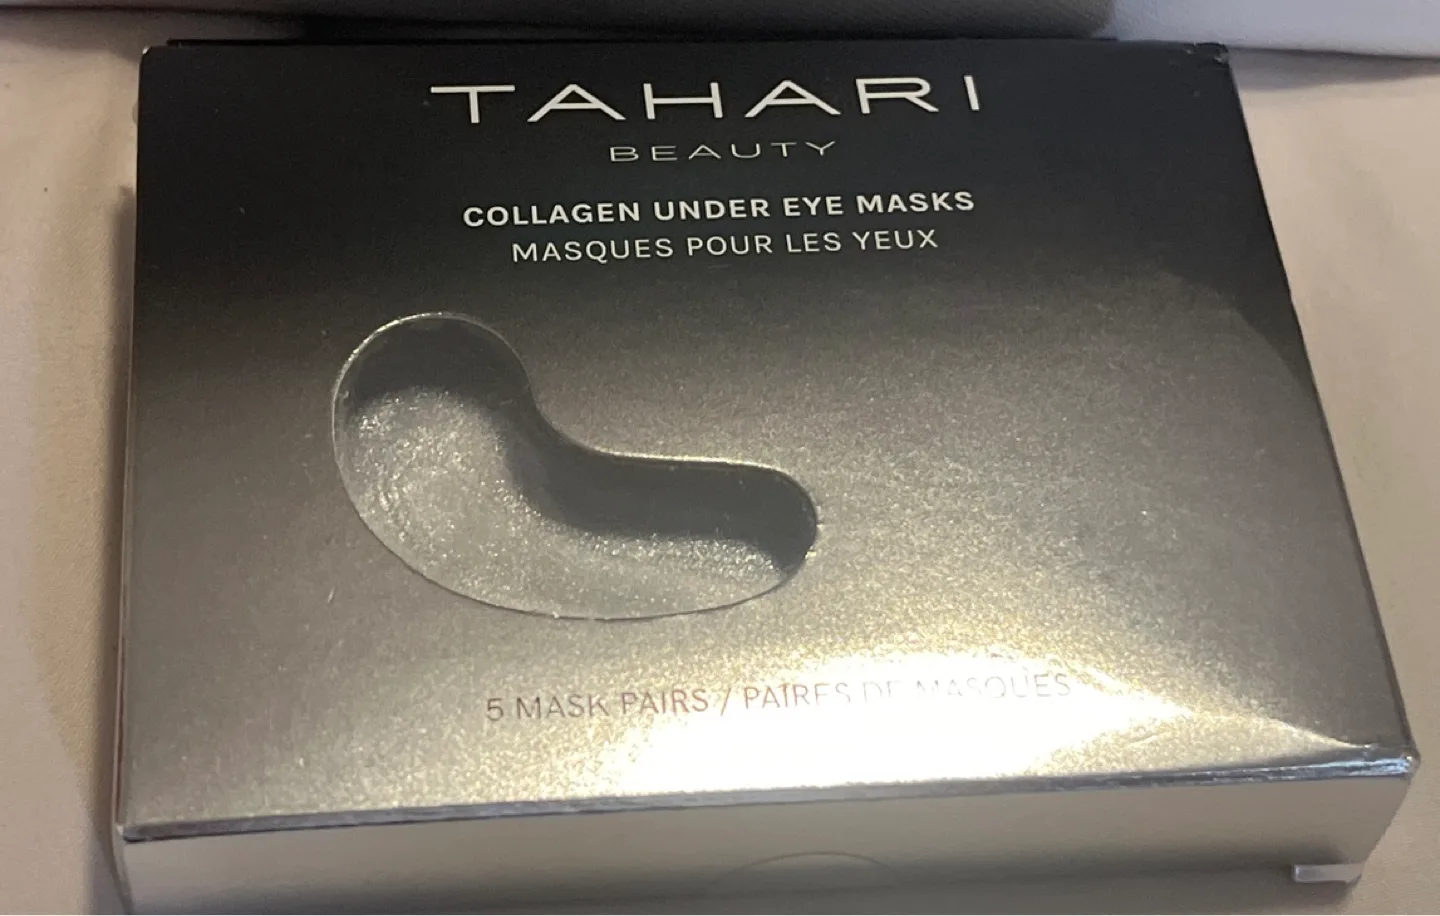 TAHARI
BEAUTY
COLLAGEN UNDER EYE MASKS
MASQUES POUR LES YEUX
5 MASK PAIRS / PAIRES DE MASQUES